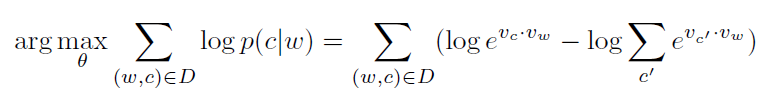 arg max_θ ∑_{(w,c)∈D} log p(c|w) = ∑_{(w,c)∈D} (log e^{v_c·v_w} − log ∑_{c′} e^{v_{c′}·v_w})